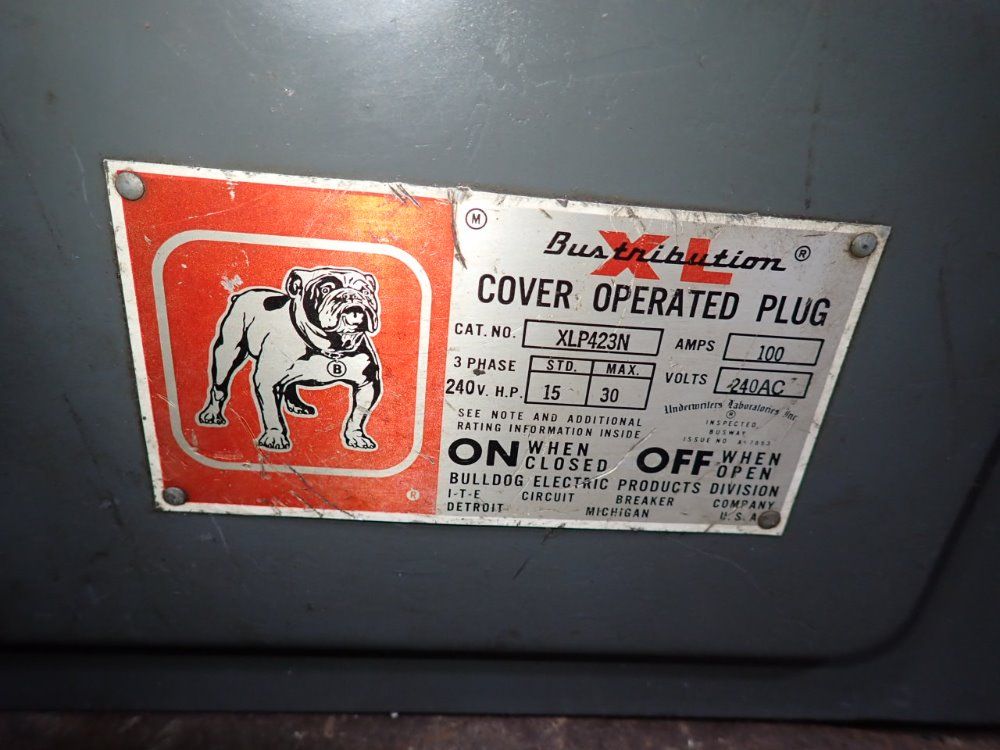 Ⓜ
XL
Bustribution ®
COVER OPERATED PLUG
CAT. NO. XLP423N AMPS 100
3 PHASE STD. MAX. VOLTS 240AC
240V. H.P. 15 30
SEE NOTE AND ADDITIONAL
RATING INFORMATION INSIDE
Underwriters Laboratories Inc.
®
INSPECTED
BUSWAY
ISSUE NO
ON WHEN CLOSED OFF WHEN OPEN
BULLDOG ELECTRIC PRODUCTS DIVISION
I-T-E CIRCUIT BREAKER COMPANY
DETROIT MICHIGAN U.S.A.
B
®